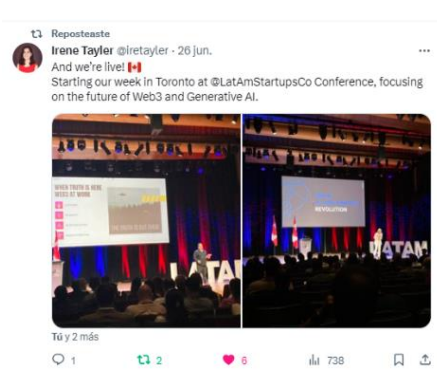 Reposteaste
Irene Tayler @iretayler · 26 jun.
And we're live! 🇨🇦
Starting our week in Toronto at @LatAmStartupsCo Conference, focusing
on the future of Web3 and Generative AI.
WHEN TRUTH IS HERE
REVOLUTION
LATAM
LATAM
Tú y 2 más
1
2
6
738